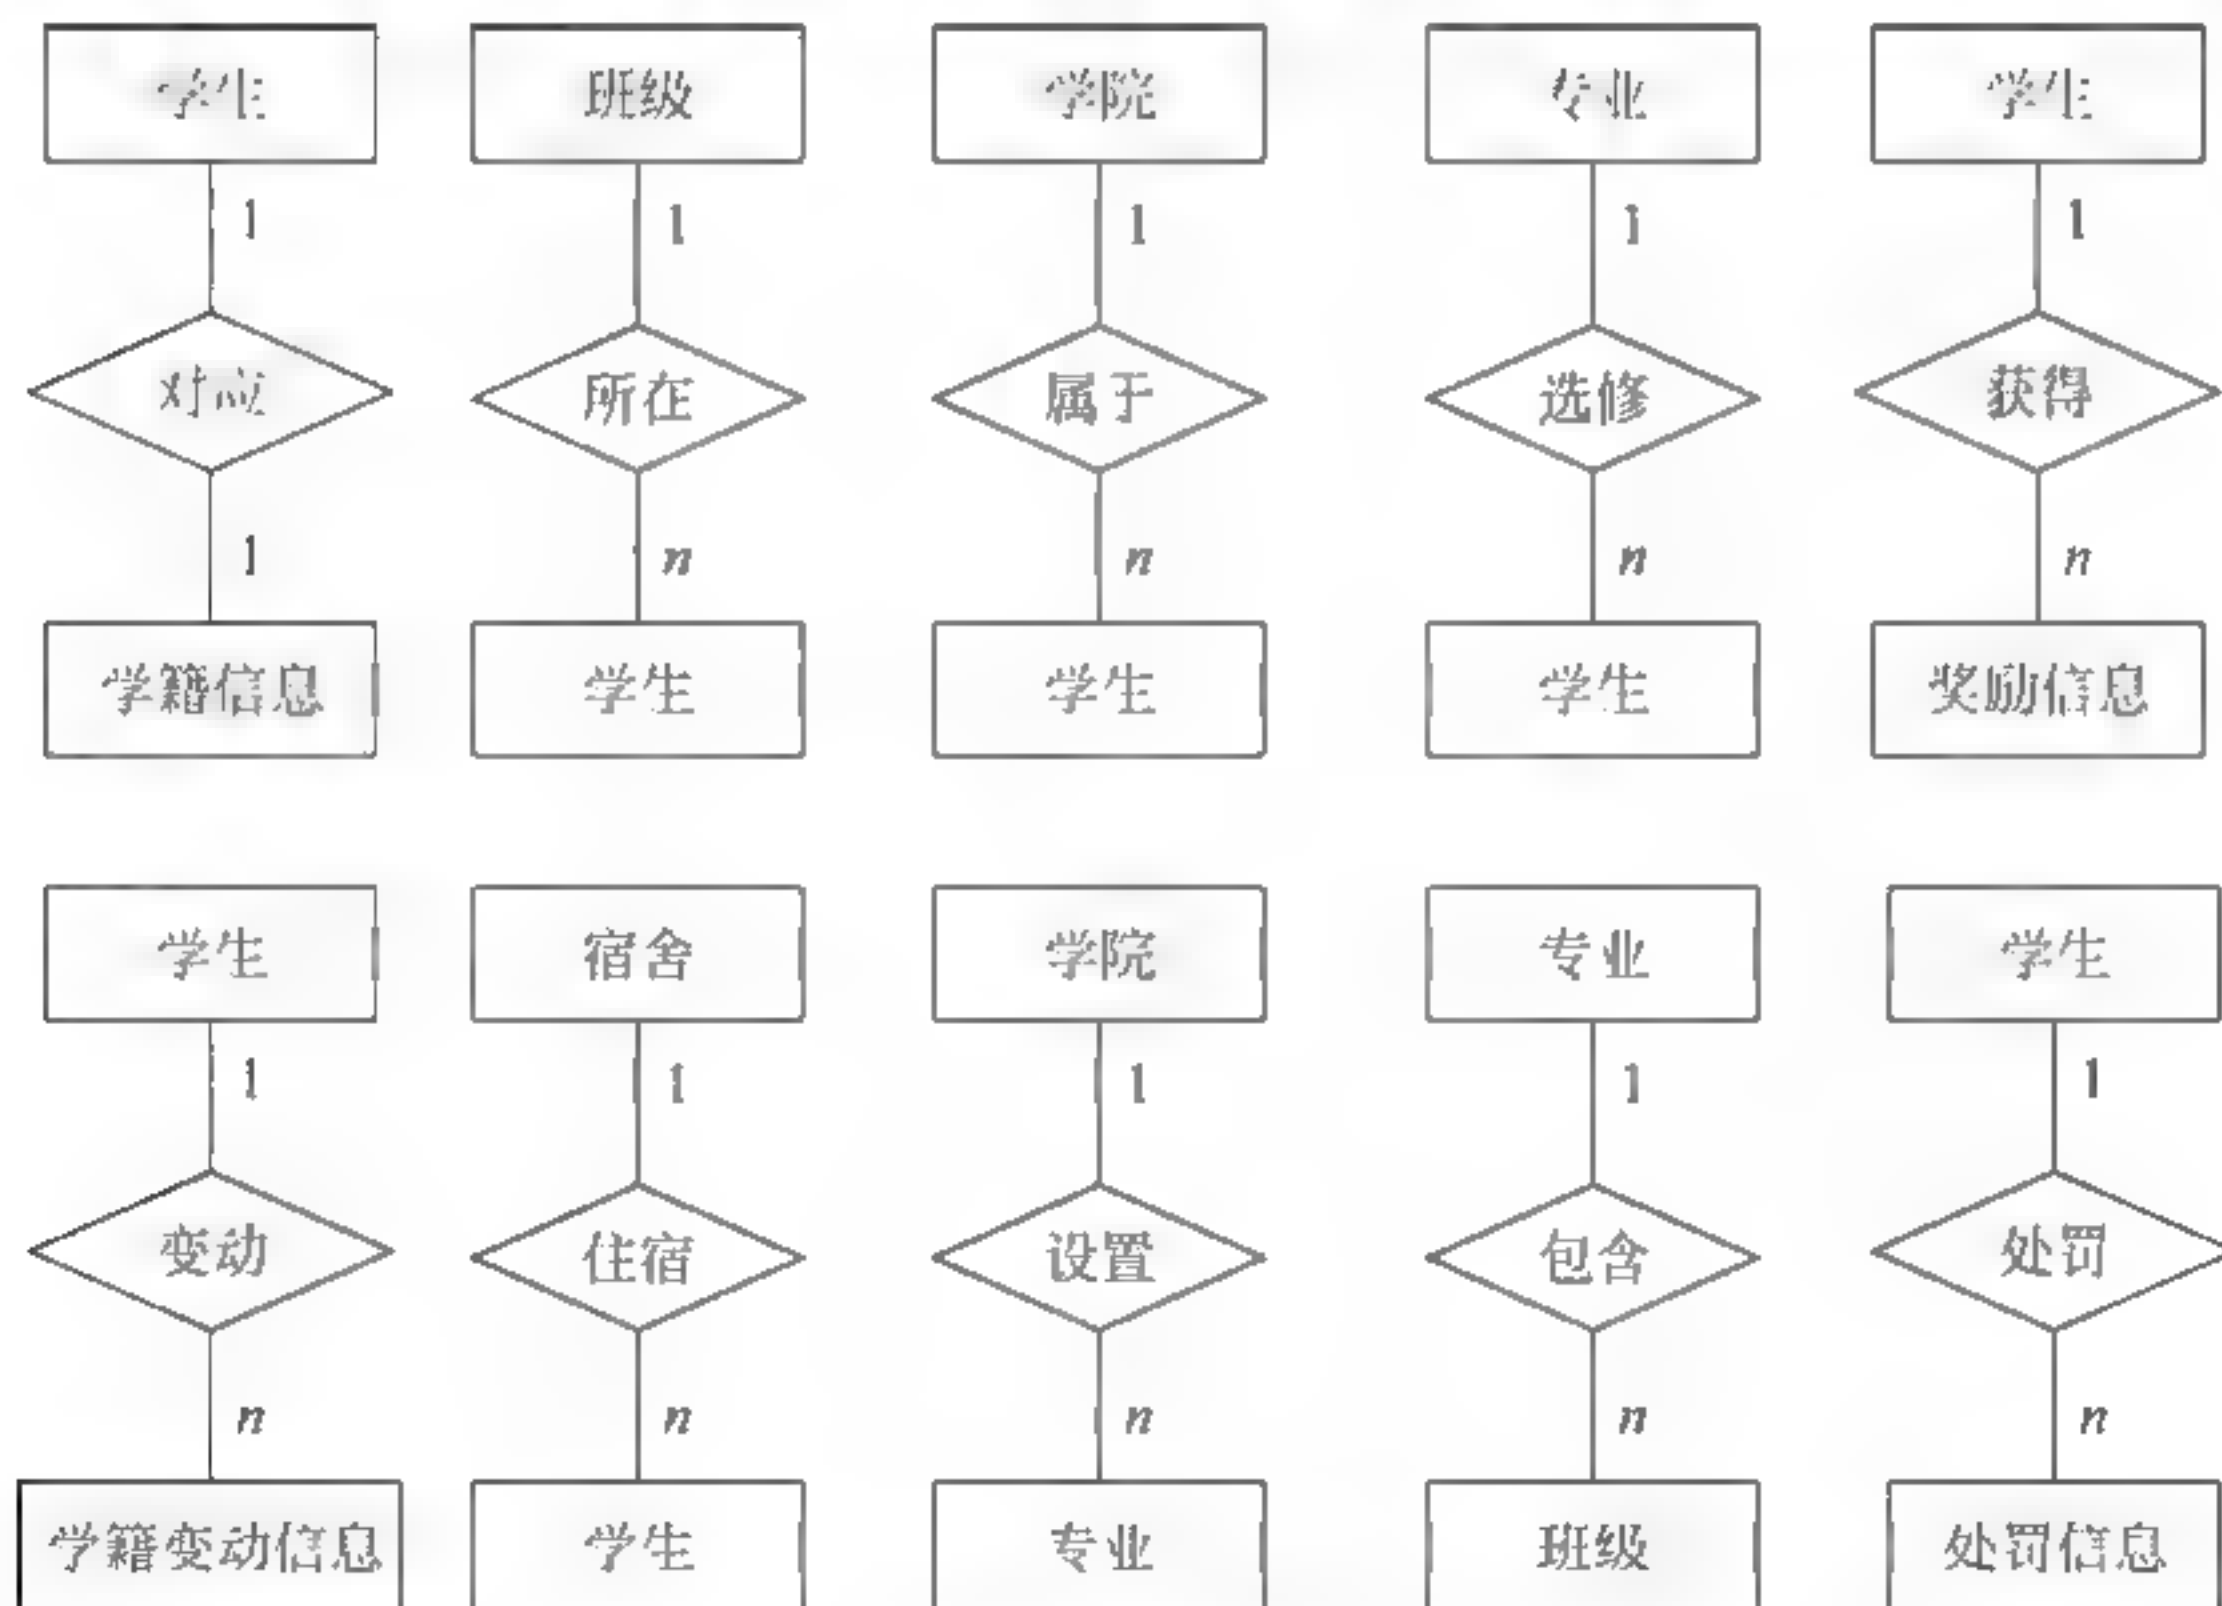 学生 班级 学院 专业 学生
1 1 1 1 1
对应 所在 属于 选修 获得
1 n n n n
学籍信息 学生 学生 学生 奖励信息
学生 宿舍 学院 专业 学生
1 1 1 1 1
变动 住宿 设置 包含 处罚
n n n n n
学籍变动信息 学生 专业 班级 处罚信息